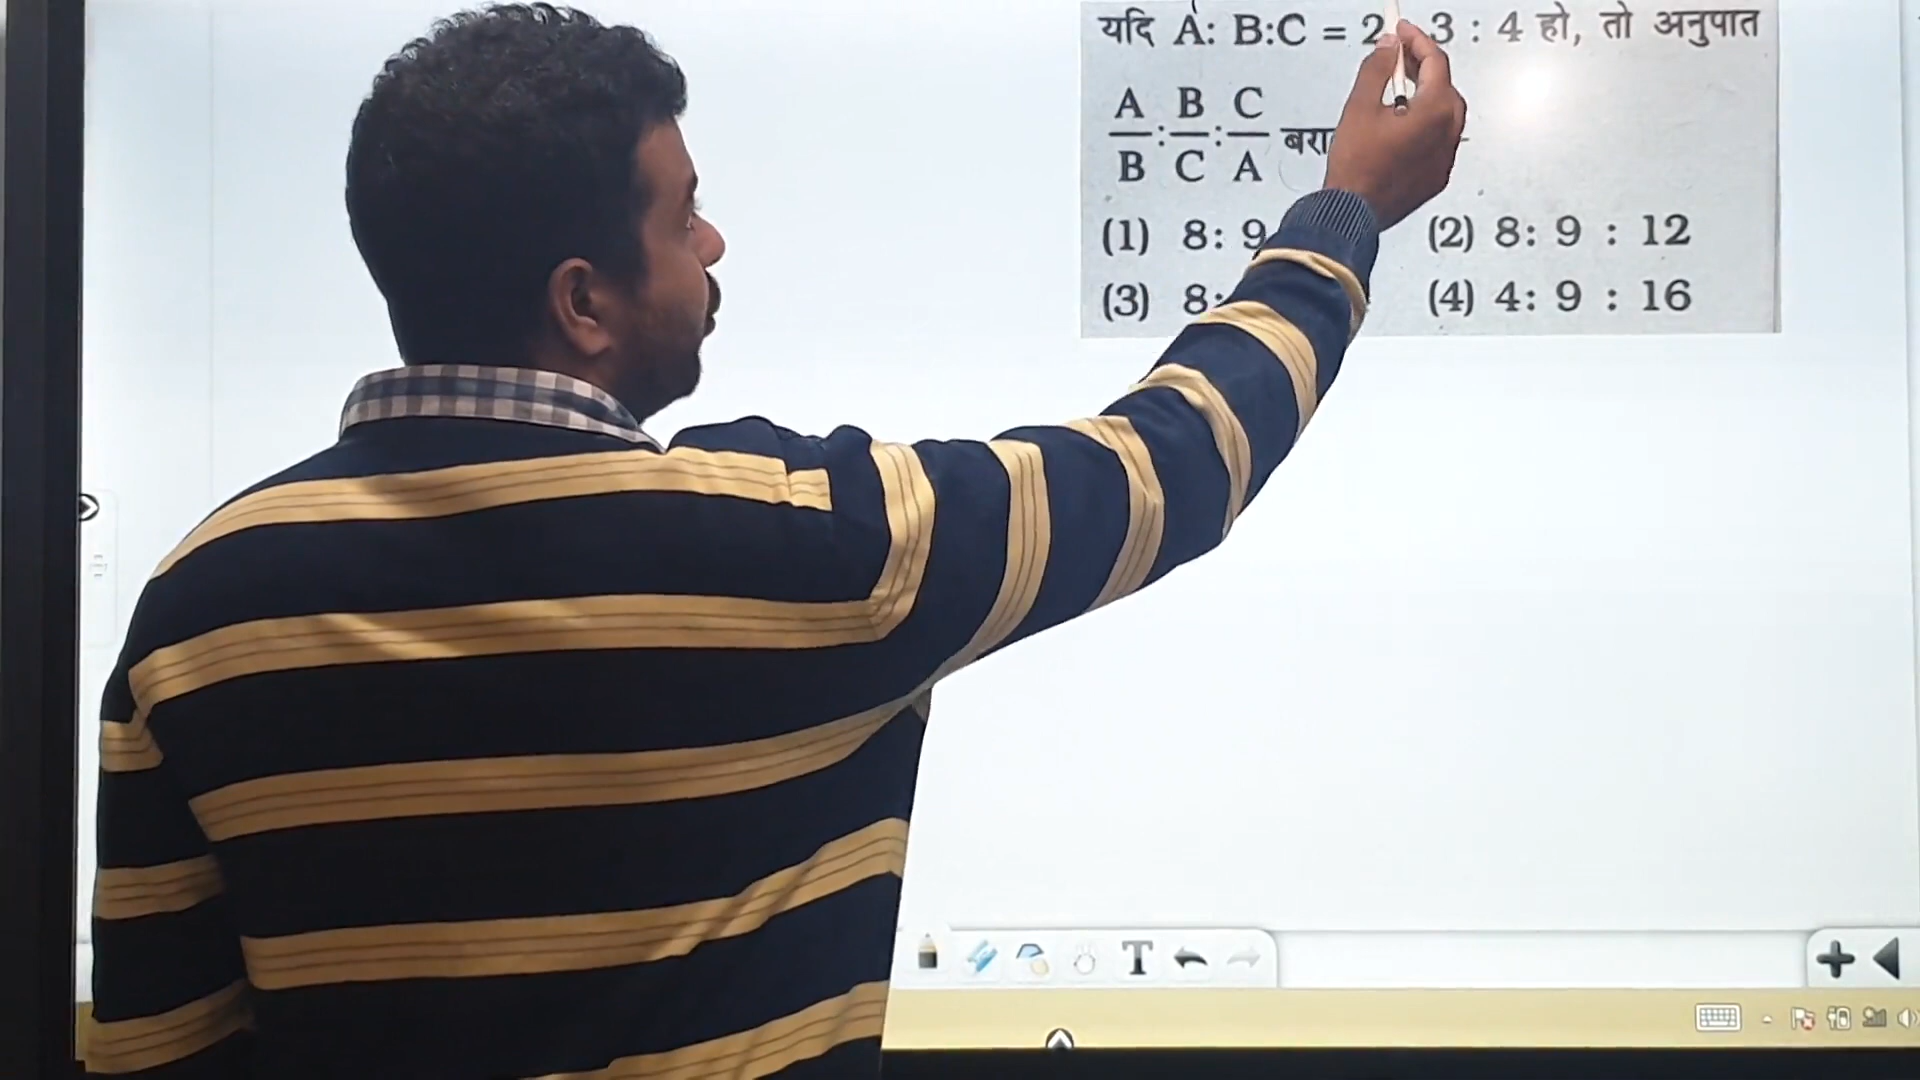 यदि A: B:C = 2 3 : 4 हो, तो अनुपात
A/B : B/C : C/A
(1) 8: 9 (2) 8: 9 : 12
(3) 8: (4) 4: 9 : 16
T